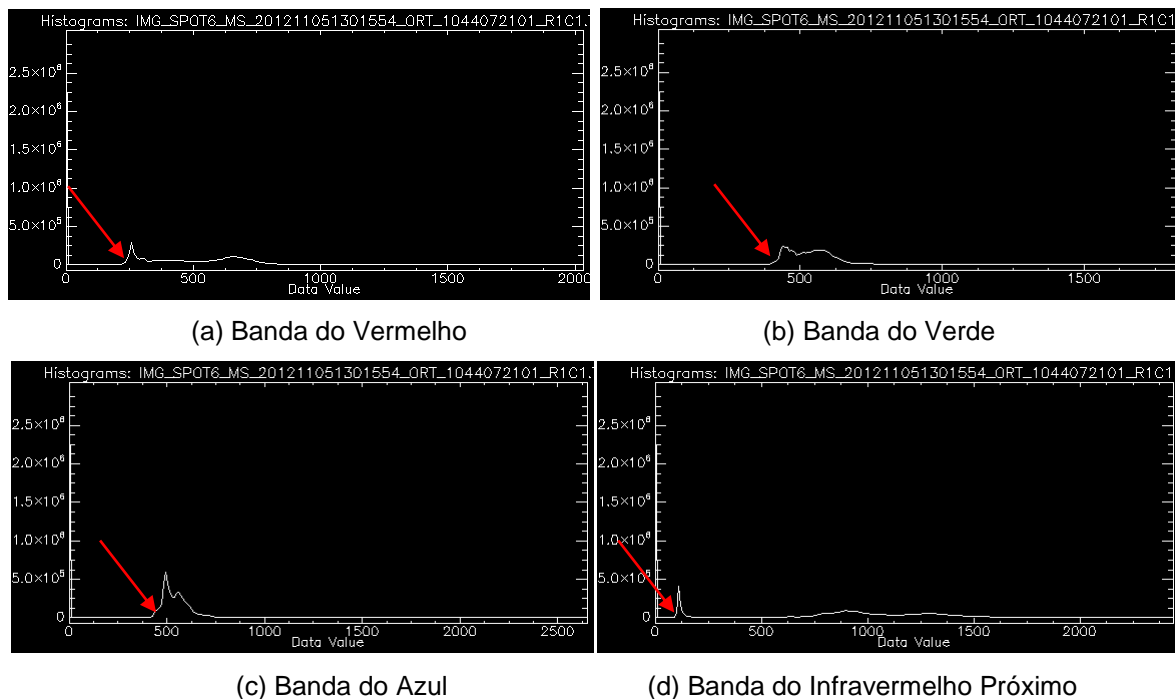 Histograms: IMG_SPOT6_MS_201211051301554_ORT_1044072101_R1C1.
2.5×10⁶
2.0×10⁶
1.5×10⁶
1.0×10⁶
5.0×10⁵
0
0 500 1000 1500 2000
Data Value
(a) Banda do Vermelho
Histograms: IMG_SPOT6_MS_201211051301554_ORT_1044072101_R1C1
2.5×10⁶
2.0×10⁶
1.5×10⁶
1.0×10⁶
5.0×10⁵
0
0 500 1000 1500
Data Value
(b) Banda do Verde
Histograms: IMG_SPOT6_MS_201211051301554_ORT_1044072101_R1C1.
2.5×10⁶
2.0×10⁶
1.5×10⁶
1.0×10⁶
5.0×10⁵
0
0 500 1000 1500 2000 2500
Data Value
(c) Banda do Azul
Histograms: IMG_SPOT6_MS_201211051301554_ORT_1044072101_R1C1
2.5×10⁶
2.0×10⁶
1.5×10⁶
1.0×10⁶
5.0×10⁵
0
0 500 1000 1500 2000
Data Value
(d) Banda do Infravermelho Próximo